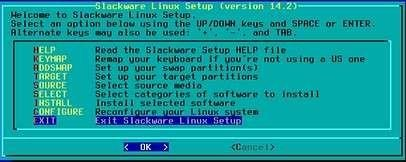 Slackware Linux Setup (version 14.2)
Welcome to Slackware Linux Setup.
Select an option below using the UP/DOWN keys and SPACE or ENTER.
Alternate keys may also be used: '+', '-', and TAB.
HELP Read the Slackware Setup HELP file
KEYMAP Remap your keyboard if you're not using a US one
ADDSWAP Set up your swap partition(s)
TARGET Set up your target partitions
SOURCE Select source media
SELECT Select categories of software to install
INSTALL Install selected software
CONFIGURE Reconfigure your Linux system
EXIT Exit Slackware Linux Setup
< OK > <Cancel>